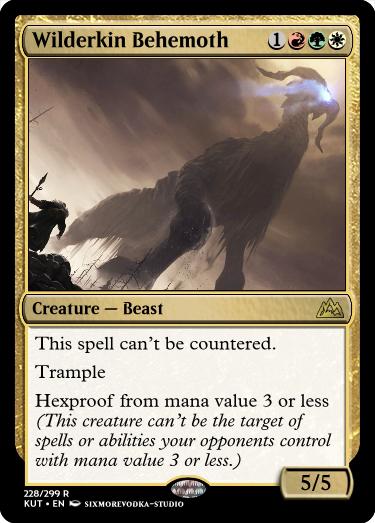 Wilderkin Behemoth 1
Creature — Beast
This spell can't be countered.
Trample
Hexproof from mana value 3 or less
(This creature can't be the target of
spells or abilities your opponents control
with mana value 3 or less.)
5/5
228/299 R
KUT • EN SIXMOREVODKA-STUDIO